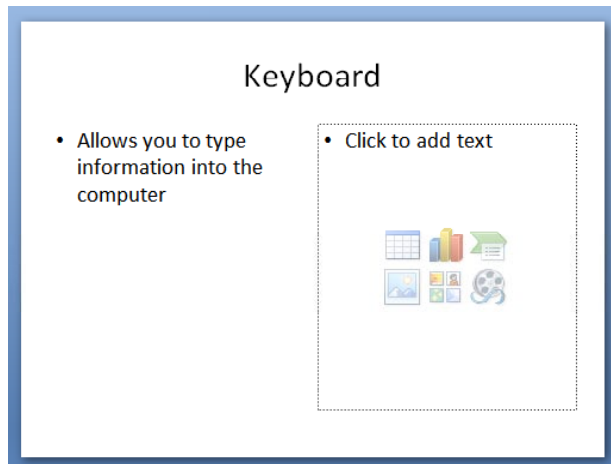 Keyboard
• Allows you to type
information into the
computer
• Click to add text